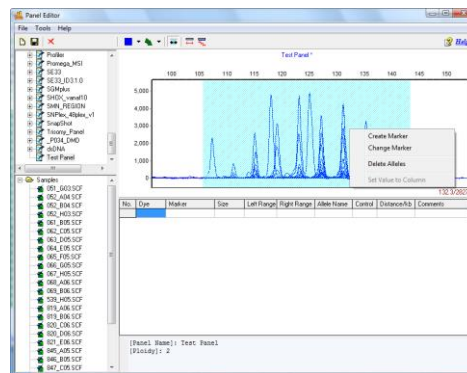 Panel Editor
File Tools Help
Help
Profiler
Promega_MSI
SE33
SE33_ID3.1.0
SGMplus
SHOX_vanal10
SMN_REGION
SNPlex_48plex_v1
SnapShot
Trisomy_Panel
_P034_DMD
dsDNA
Test Panel
Test Panel *
100 105 110 115 120 125 130 135 140 145 150
5,000
4,000
3,000
2,000
1,000
0
Create Marker
Change Marker
Delete Alleles
Set Value to Column
No. Dye Marker Size Left Range Right Range Allele Name Control Distance/Nb Comments
Samples
051_G03.SCF
052_A04.SCF
052_B04.SCF
052_H03.SCF
061_B05.SCF
062_C05.SCF
063_D05.SCF
064_E05.SCF
065_F05.SCF
066_G05.SCF
067_H05.SCF
068_A06.SCF
069_B06.SCF
539_H05.SCF
819_A06.SCF
819_B06.SCF
820_C06.SCF
820_D06.SCF
821_E06.SCF
845_A05.SCF
846_B05.SCF
847_C05.SCF
[Panel Name]: Test Panel
[Ploidy]: 2